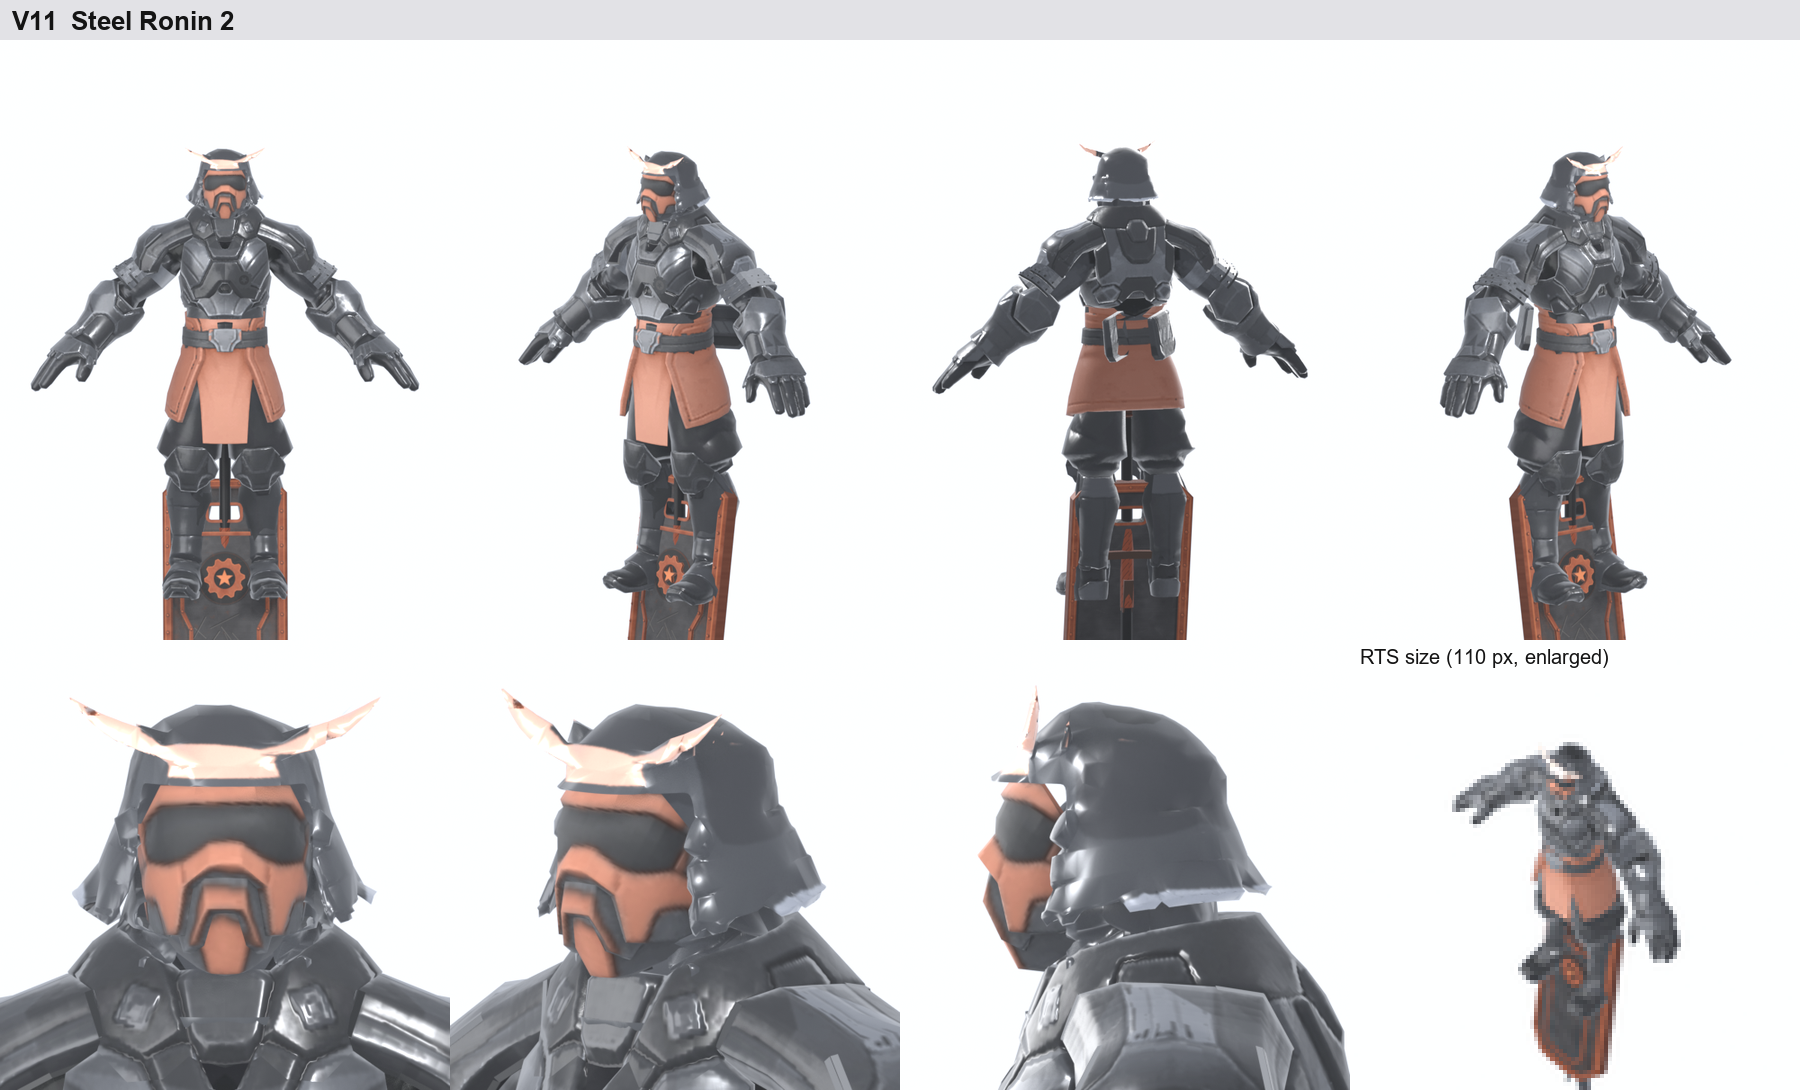 V11 Steel Ronin 2
RTS size (110 px, enlarged)